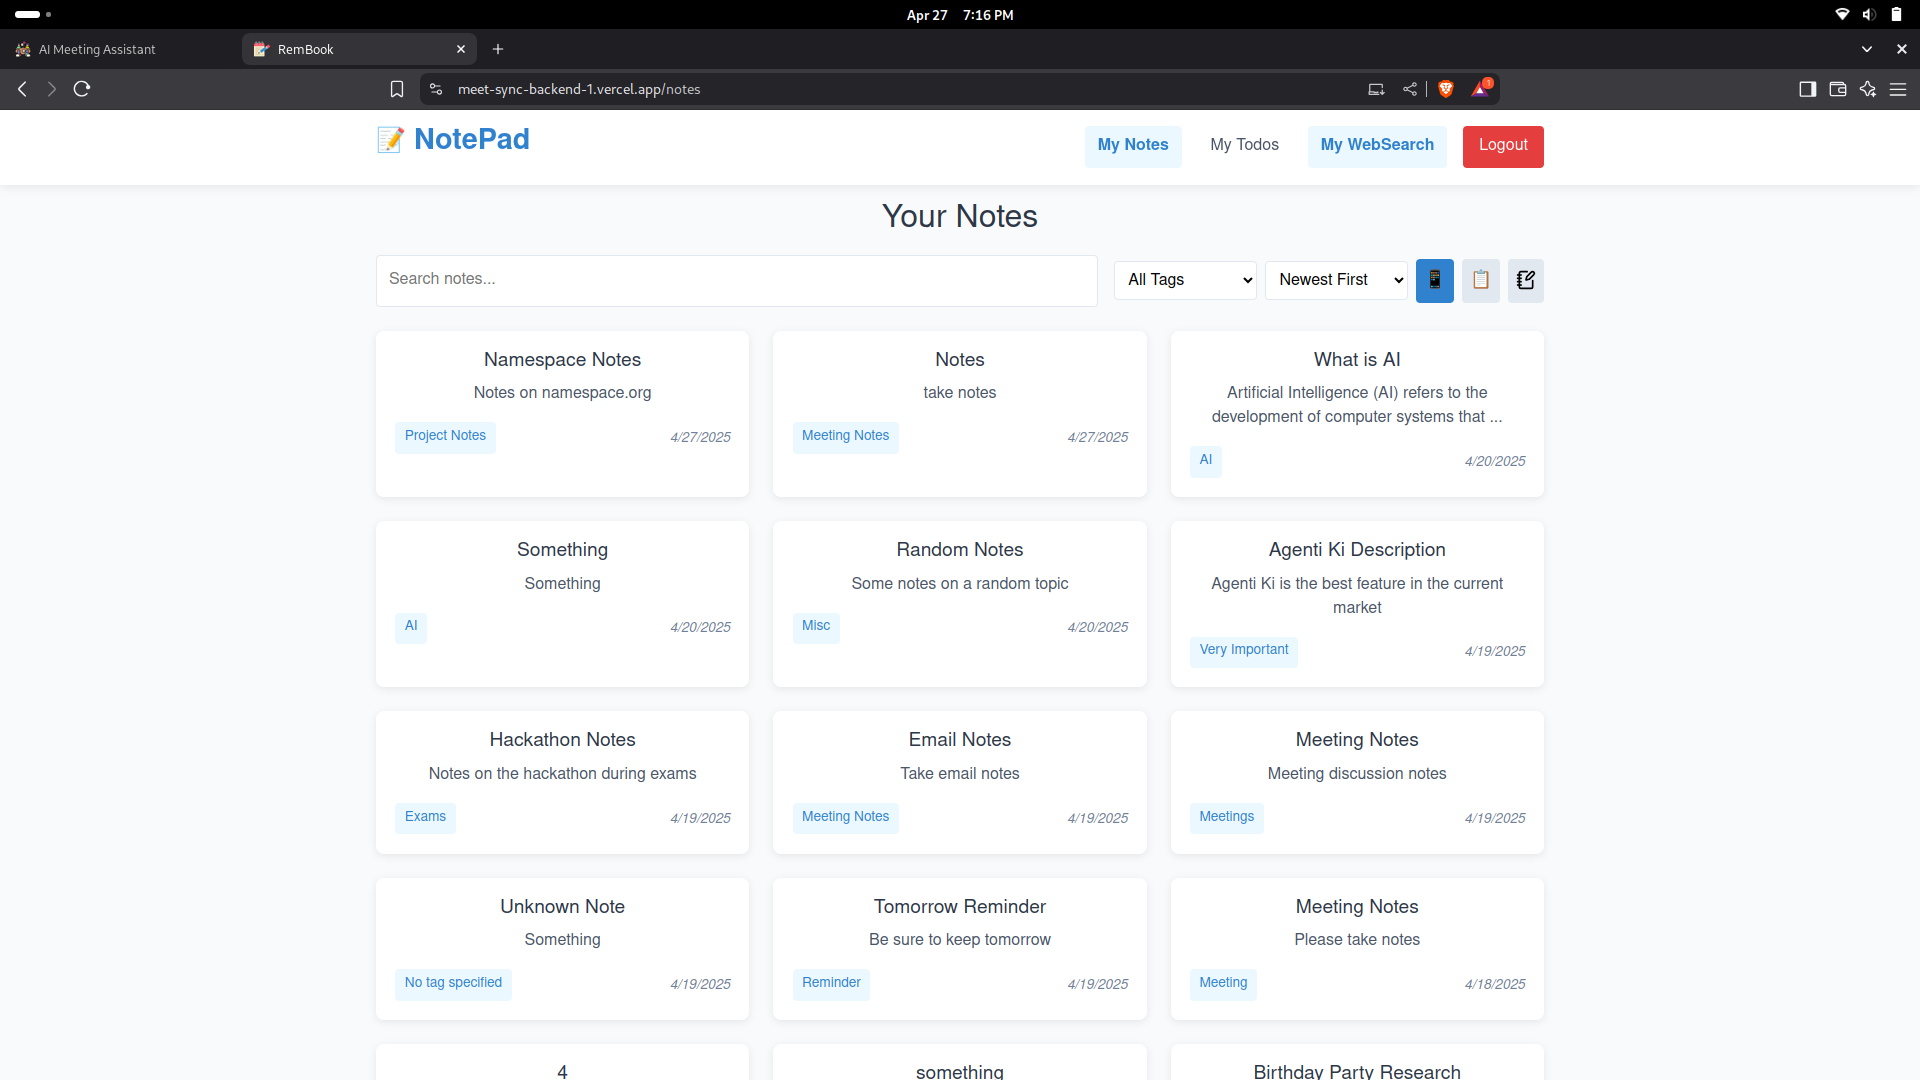 Apr 27 7:16 PM
AI Meeting Assistant
RemBook
meet-sync-backend-1.vercel.app/notes
1
NotePad
My Notes
My Todos
My WebSearch
Logout
Your Notes
Search notes...
All Tags
Newest First
Namespace Notes
Notes on namespace.org
Project Notes
4/27/2025
Notes
take notes
Meeting Notes
4/27/2025
What is AI
Artificial Intelligence (AI) refers to the
development of computer systems that ...
AI
4/20/2025
Something
Something
AI
4/20/2025
Random Notes
Some notes on a random topic
Misc
4/20/2025
Agenti Ki Description
Agenti Ki is the best feature in the current
market
Very Important
4/19/2025
Hackathon Notes
Notes on the hackathon during exams
Exams
4/19/2025
Email Notes
Take email notes
Meeting Notes
4/19/2025
Meeting Notes
Meeting discussion notes
Meetings
4/19/2025
Unknown Note
Something
No tag specified
4/19/2025
Tomorrow Reminder
Be sure to keep tomorrow
Reminder
4/19/2025
Meeting Notes
Please take notes
Meeting
4/18/2025
4
something
Birthday Party Research